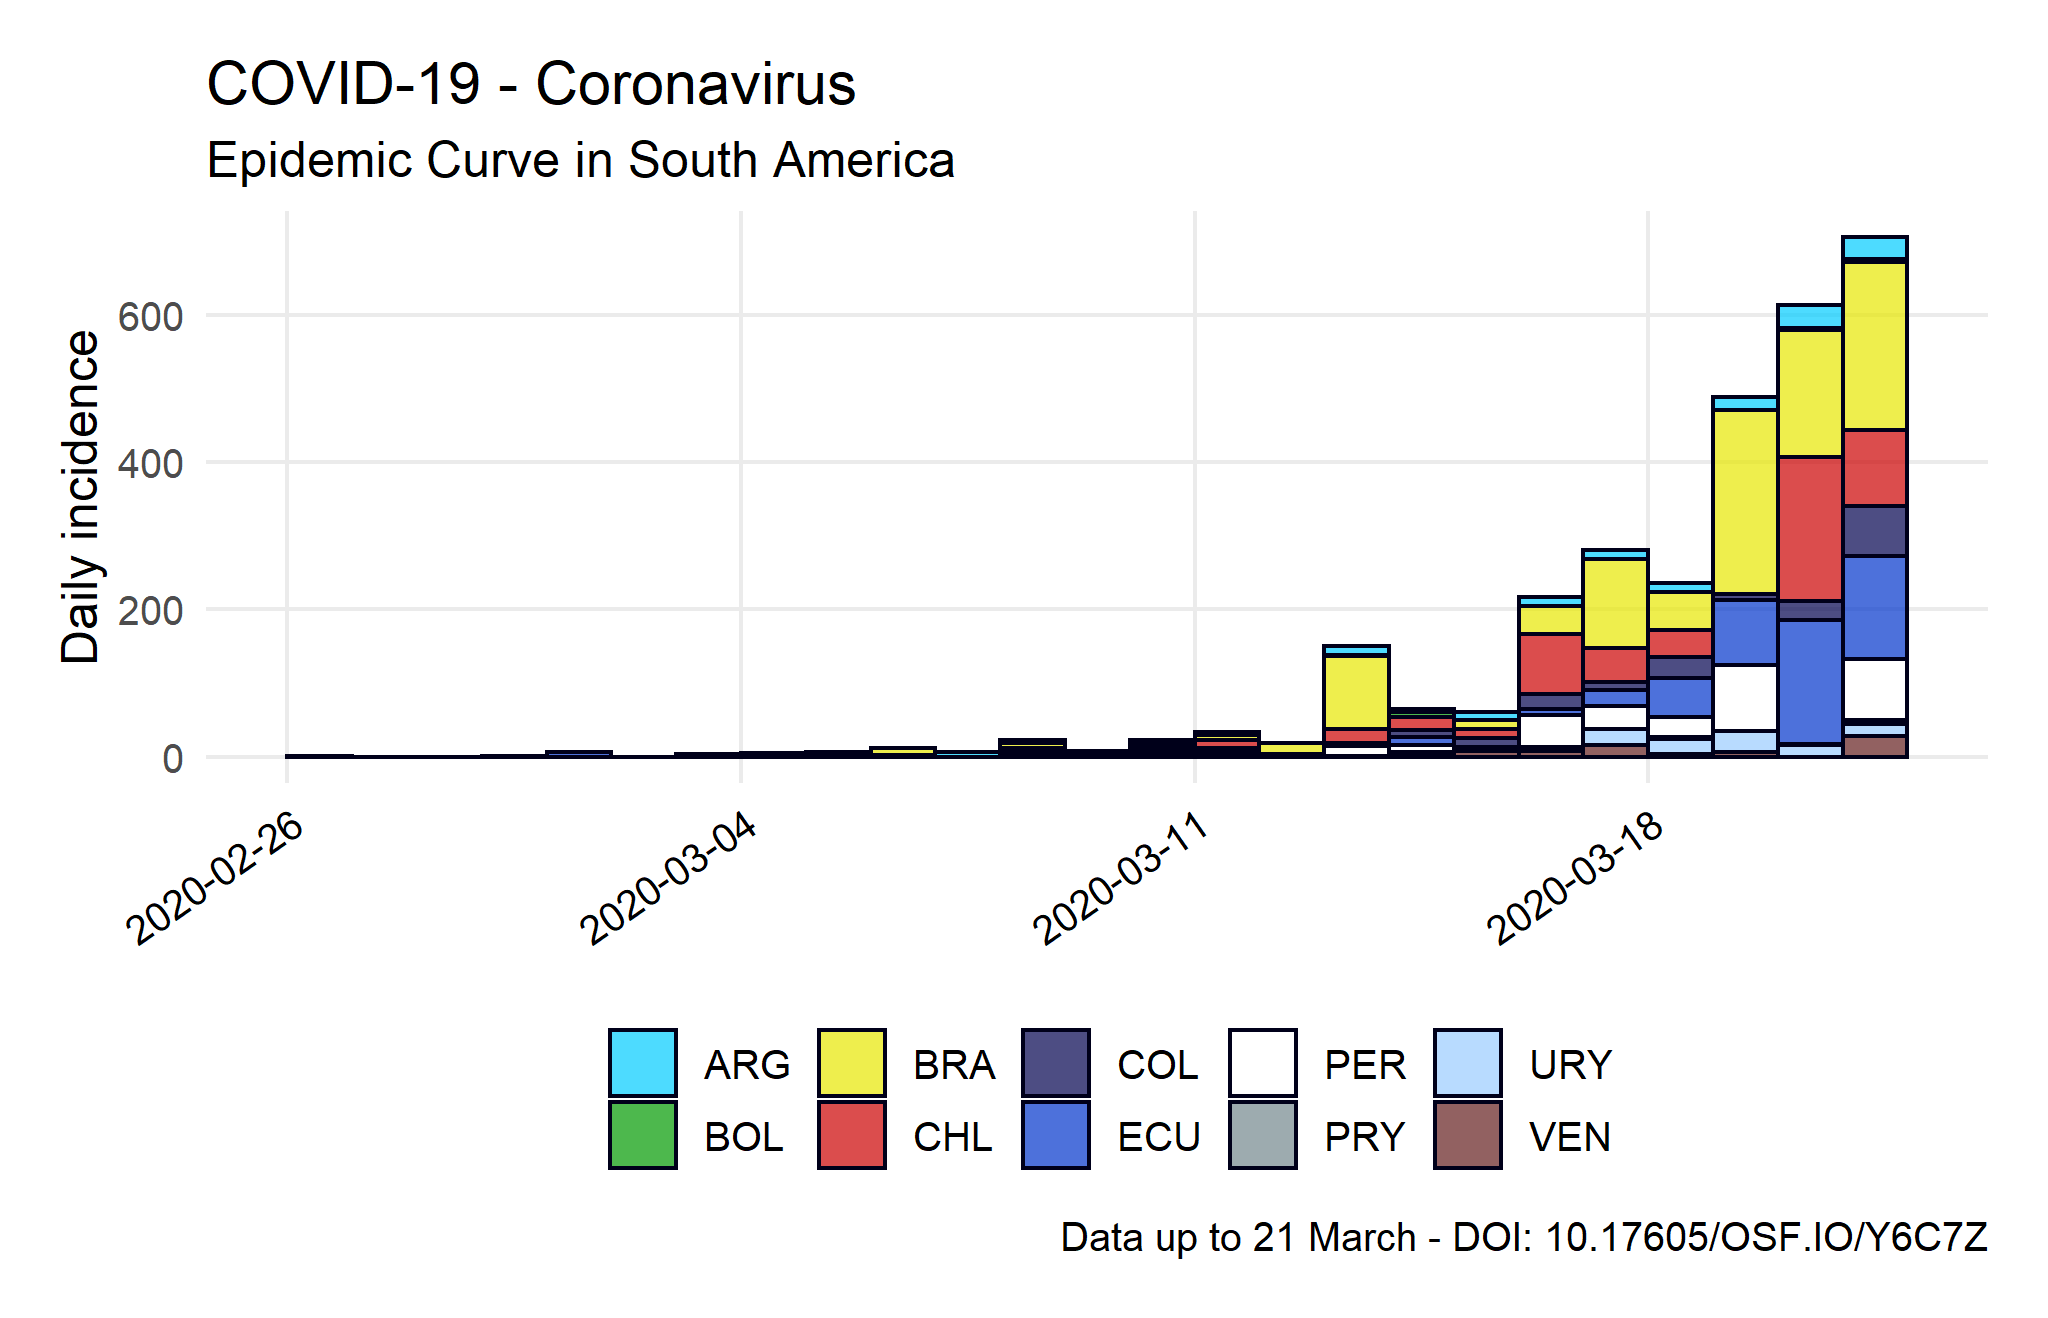 COVID-19 - Coronavirus
Epidemic Curve in South America
Daily incidence
600
400
200
0
2020-02-26
2020-03-04
2020-03-11
2020-03-18
ARG BRA COL PER URY
BOL CHL ECU PRY VEN
Data up to 21 March - DOI: 10.17605/OSF.IO/Y6C7Z